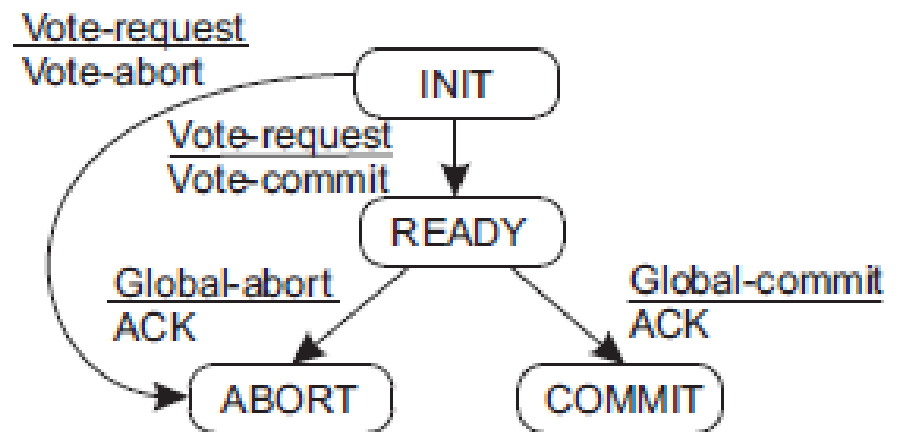 Vote-request
Vote-abort
INIT
Vote-request
Vote-commit
READY
Global-abort
ACK
Global-commit
ACK
ABORT
COMMIT